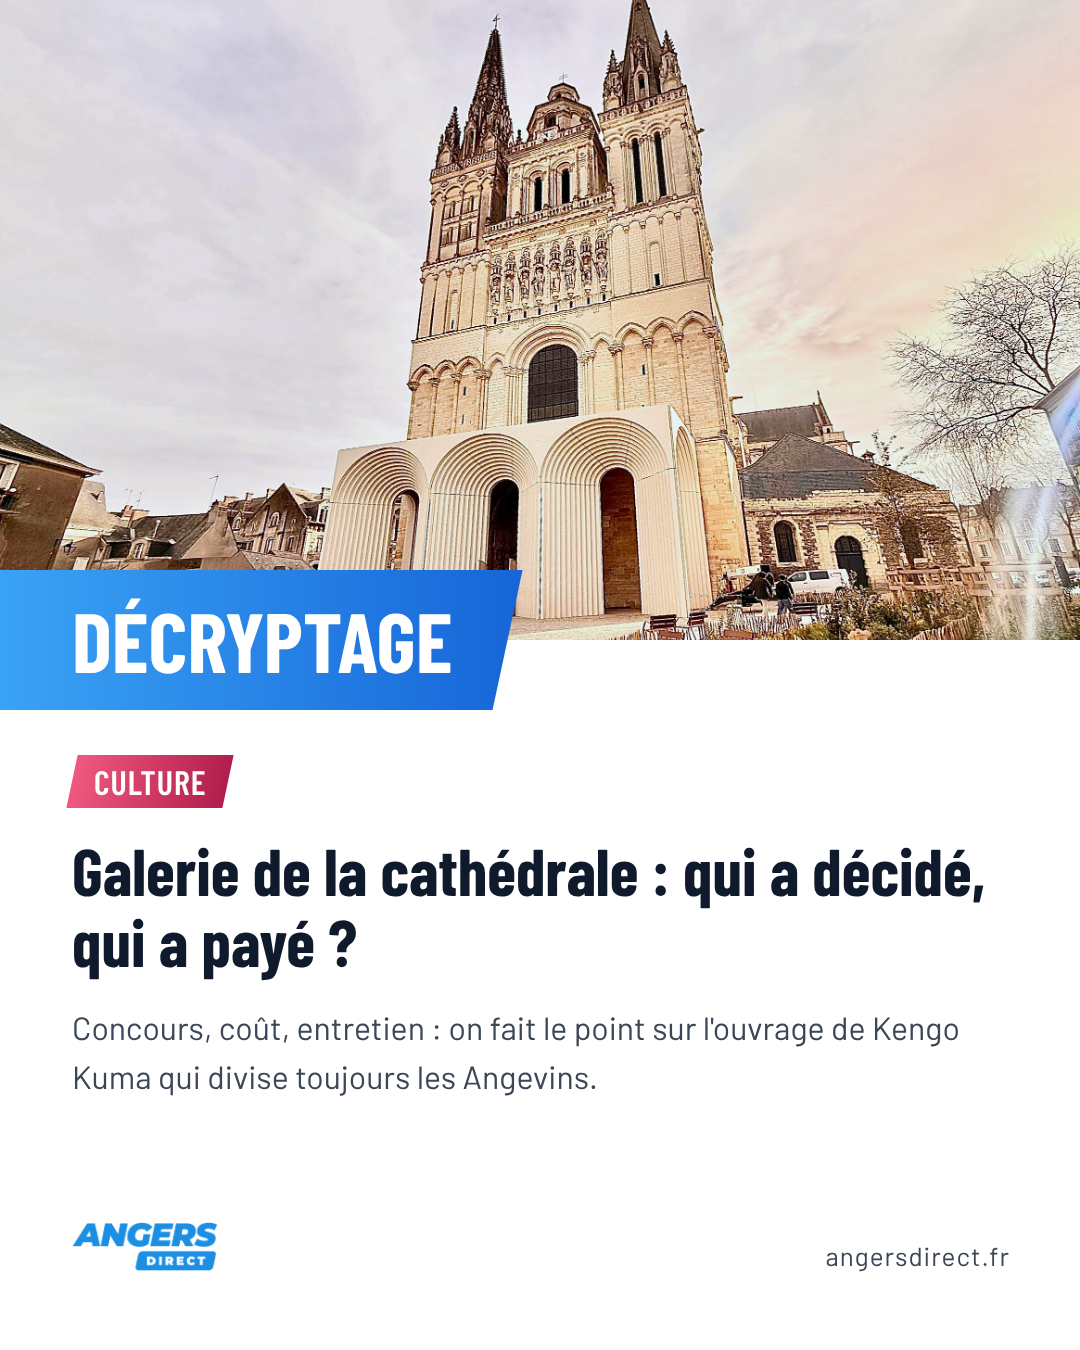 DÉCRYPTAGE
CULTURE
Galerie de la cathédrale : qui a décidé,
qui a payé ?
Concours, coût, entretien : on fait le point sur l'ouvrage de Kengo
Kuma qui divise toujours les Angevins.
ANGERS
DIRECT
angersdirect.fr